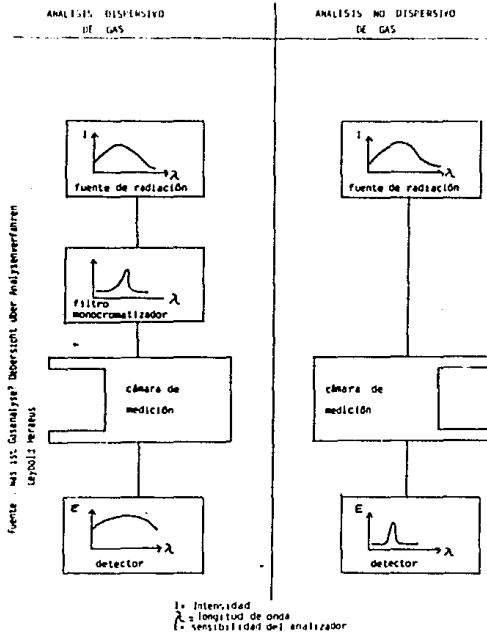 ANALISIS DISPERSIVO
DE GAS
ANALISIS NO DISPERSIVO
DE GAS
I
λ
fuente de radiación
I
λ
fuente de radiación
λ
filtro
monocromatizador
cámara de
medición
cámara de
medición
E
λ
detector
E
λ
detector
fuente . Was ist Gasanalyse? Uebersicht über Analysenverfahren
Leybold Heraeus
I= Intensidad
λ = longitud de onda
E= sensibilidad del analizador